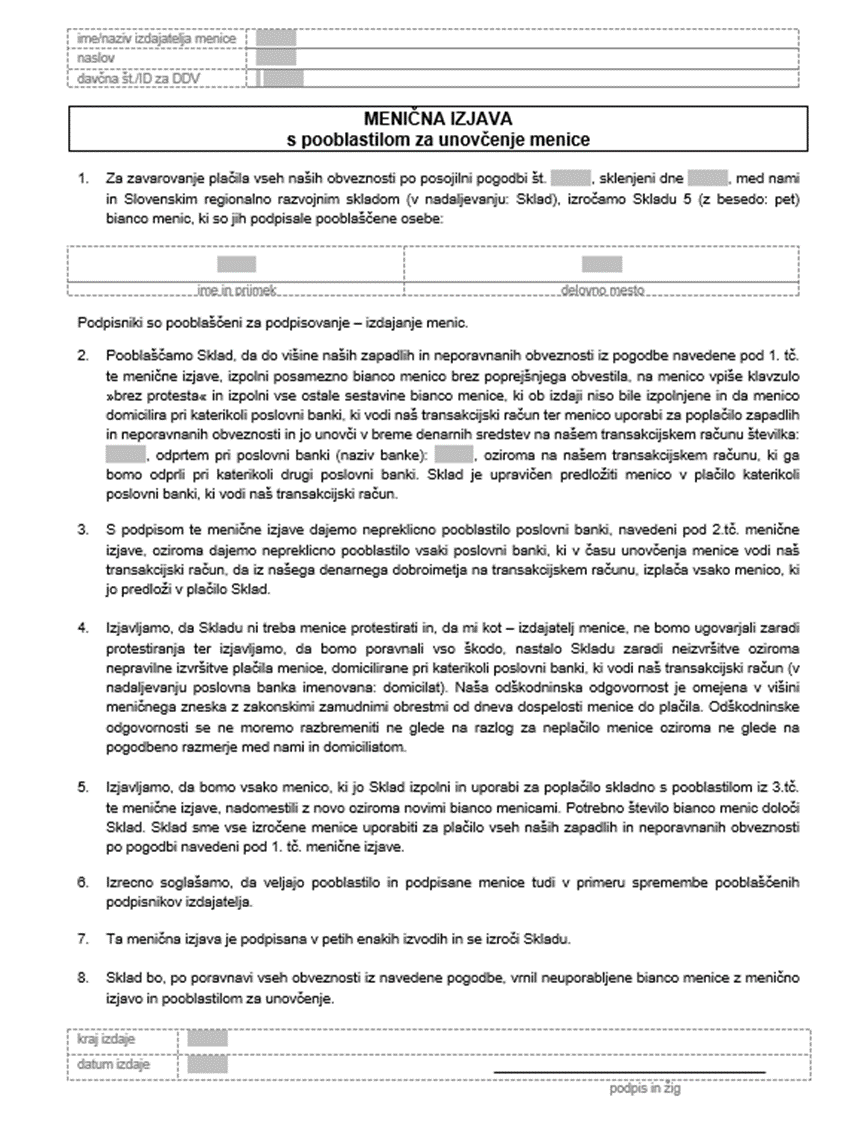 ime/naziv izdajatelja menice
naslov
davčna št./ID za DDV
MENIČNA IZJAVA
s pooblastilom za unovčenje menice
1. Za zavarovanje plačila vseh naših obveznosti po posojilni pogodbi št. , sklenjeni dne , med nami
in Slovenskim regionalno razvojnim skladom (v nadaljevanju: Sklad), izročamo Skladu 5 (z besedo: pet)
bianco menic, ki so jih podpisale pooblaščene osebe:
ime in priimek delovno mesto
Podpisniki so pooblaščeni za podpisovanje – izdajanje menic.
2. Pooblaščamo Sklad, da do višine naših zapadlih in neporavnanih obveznosti iz pogodbe navedene pod 1. tč.
te menične izjave, izpolni posamezno bianco menico brez poprejšnjega obvestila, na menico vpiše klavzulo
»brez protesta« in izpolni vse ostale sestavine bianco menice, ki ob izdaji niso bile izpolnjene in da menico
domicilira pri katerikoli poslovni banki, ki vodi naš transakcijski račun ter menico uporabi za poplačilo zapadlih
in neporavnanih obveznosti in jo unovči v breme denarnih sredstev na našem transakcijskem računu številka:
, odprtem pri poslovni banki (naziv banke): , oziroma na našem transakcijskem računu, ki ga
bomo odprli pri katerikoli drugi poslovni banki. Sklad je upravičen predložiti menico v plačilo katerikoli
poslovni banki, ki vodi naš transakcijski račun.
3. S podpisom te menične izjave dajemo nepreklicno pooblastilo poslovni banki, navedeni pod 2.tč. menične
izjave, oziroma dajemo nepreklicno pooblastilo vsaki poslovni banki, ki v času unovčenja menice vodi naš
transakcijski račun, da iz našega denarnega dobroimetja na transakcijskem računu, izplača vsako menico, ki
jo predloži v plačilo Sklad.
4. Izjavljamo, da Skladu ni treba menice protestirati in, da mi kot – izdajatelj menice, ne bomo ugovarjali zaradi
protestiranja ter izjavljamo, da bomo poravnali vso škodo, nastalo Skladu zaradi neizvršitve oziroma
nepravilne izvršitve plačila menice, domicilirane pri katerikoli poslovni banki, ki vodi naš transakcijski račun (v
nadaljevanju poslovna banka imenovana: domicilat). Naša odškodninska odgovornost je omejena v višini
meničnega zneska z zakonskimi zamudnimi obrestmi od dneva dospelosti menice do plačila. Odškodninske
odgovornosti se ne moremo razbremeniti ne glede na razlog za neplačilo menice oziroma ne glede na
pogodbeno razmerje med nami in domiciliatom.
5. Izjavljamo, da bomo vsako menico, ki jo Sklad izpolni in uporabi za poplačilo skladno s pooblastilom iz 3.tč.
te menične izjave, nadomestili z novo oziroma novimi bianco menicami. Potrebno število bianco menic določi
Sklad. Sklad sme vse izročene menice uporabiti za plačilo vseh naših zapadlih in neporavnanih obveznosti
po pogodbi navedeni pod 1. tč. menične izjave.
6. Izrecno soglašamo, da veljajo pooblastilo in podpisane menice tudi v primeru spremembe pooblaščenih
podpisnikov izdajatelja.
7. Ta menična izjava je podpisana v petih enakih izvodih in se izroči Skladu.
8. Sklad bo, po poravnavi vseh obveznosti iz navedene pogodbe, vrnil neuporabljene bianco menice z menično
izjavo in pooblastilom za unovčenje.
kraj izdaje
datum izdaje
podpis in žig